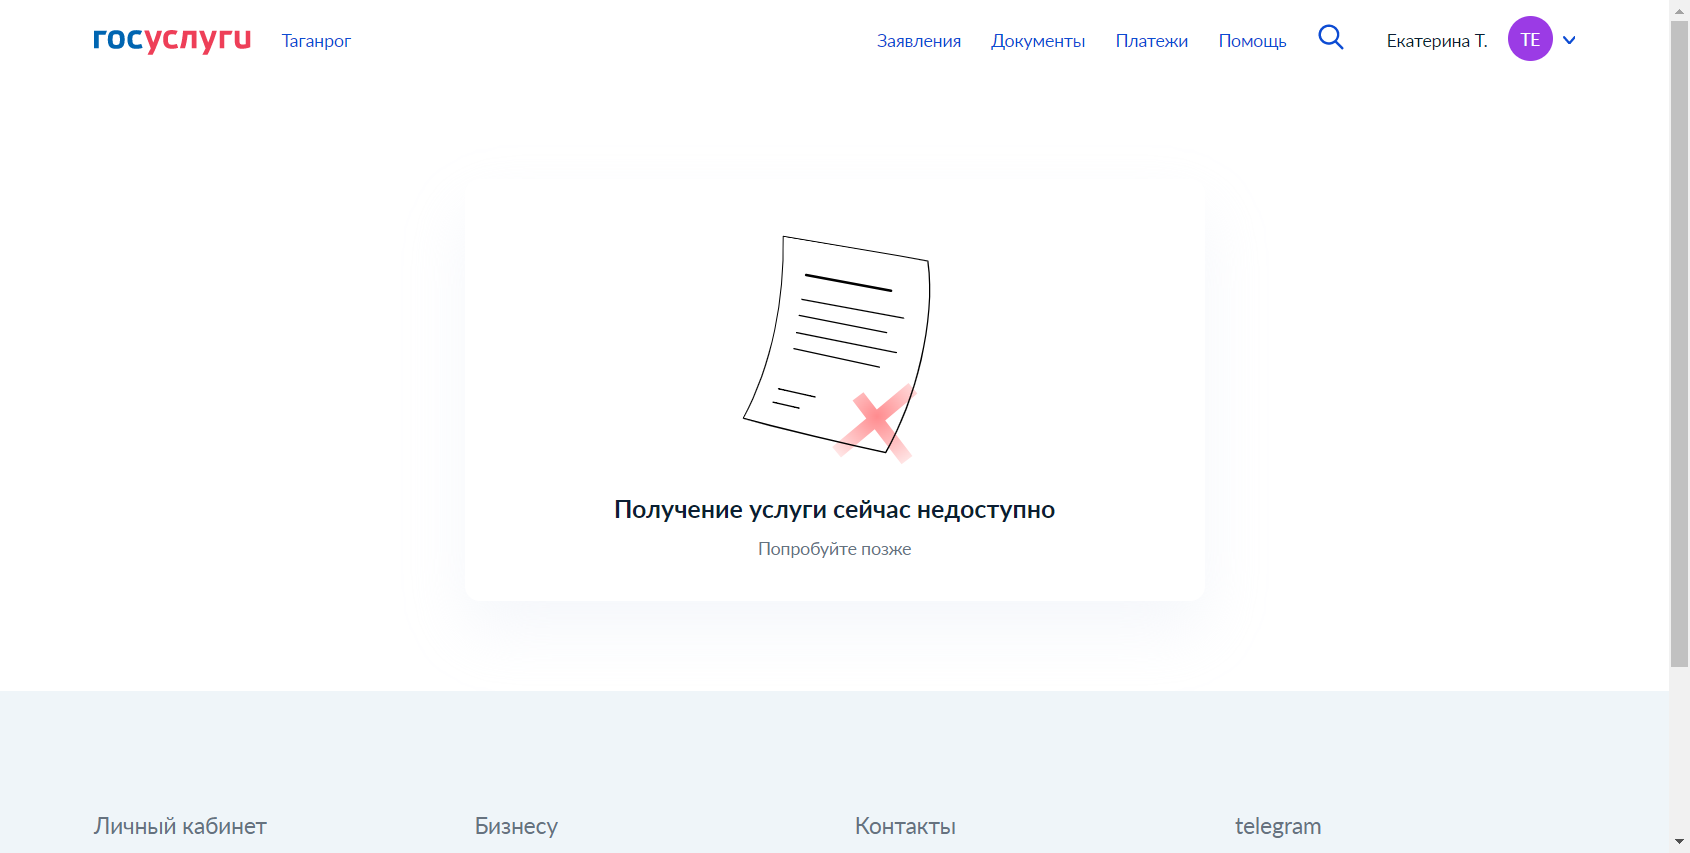 госуслуги
Таганрог
Заявления
Документы
Платежи
Помощь
Екатерина Т.
ТЕ
Получение услуги сейчас недоступно
Попробуйте позже
Личный кабинет
Бизнесу
Контакты
telegram